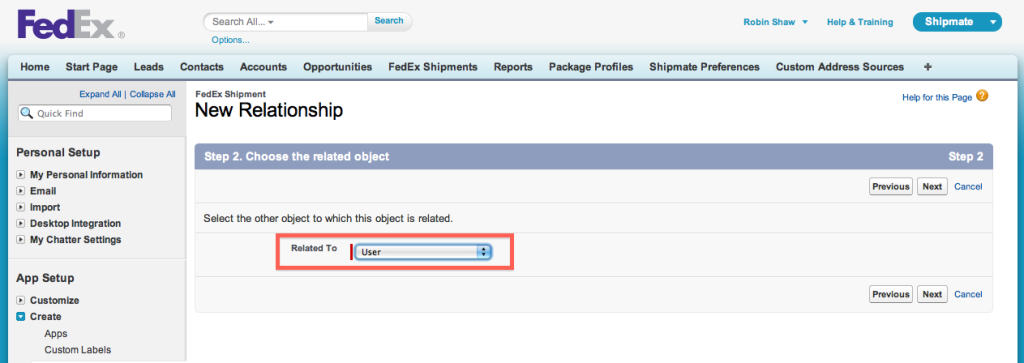 FedEx®
Search All...
Search
Options...
Robin Shaw
Help & Training
Shipmate
Home Start Page Leads Contacts Accounts Opportunities FedEx Shipments Reports Package Profiles Shipmate Preferences Custom Address Sources +
Expand All | Collapse All
Quick Find
Personal Setup
My Personal Information
Email
Import
Desktop Integration
My Chatter Settings
App Setup
Customize
Create
Apps
Custom Labels
FedEx Shipment
New Relationship
Help for this Page ?
Step 2. Choose the related object Step 2
Previous Next Cancel
Select the other object to which this object is related.
Related To User
Previous Next Cancel